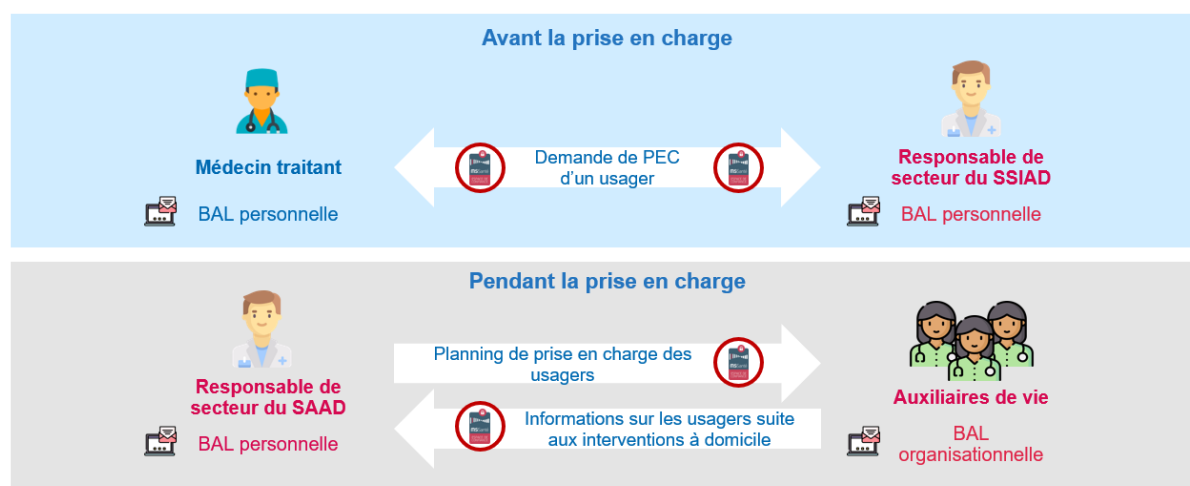 Avant la prise en charge
Médecin traitant
BAL personnelle
Demande de PEC
d'un usager
Responsable de
secteur du SSIAD
BAL personnelle
Pendant la prise en charge
Responsable de
secteur du SAAD
BAL personnelle
Planning de prise en charge des
usagers
Informations sur les usagers suite
aux interventions à domicile
Auxiliaires de vie
BAL
organisationnelle